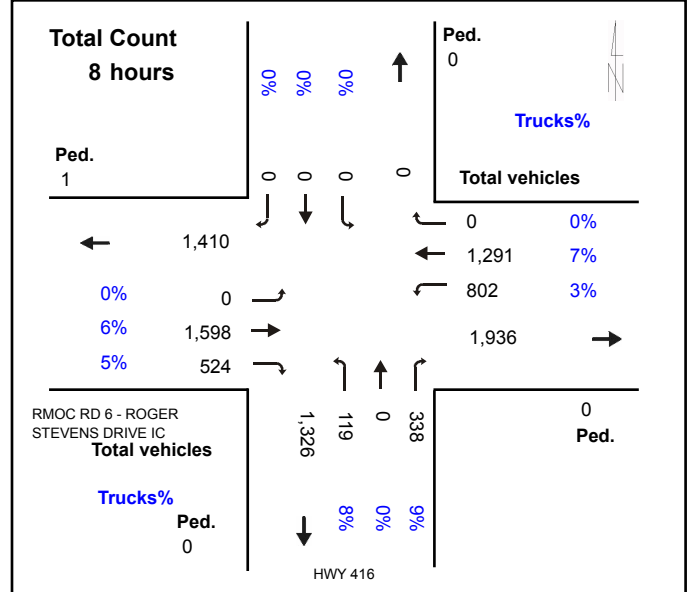 Total Count
8 hours
Ped.
0
N
0%
0%
0%
Trucks%
Ped.
1
0
0
0
0
Total vehicles
0 0%
1,410
1,291 7%
802 3%
0% 0
6% 1,598
1,936
5% 524
RMOC RD 6 - ROGER
STEVENS DRIVE IC
Total vehicles
1,326
119
0
338
0
Ped.
Trucks%
8%
0%
9%
Ped.
0
HWY 416